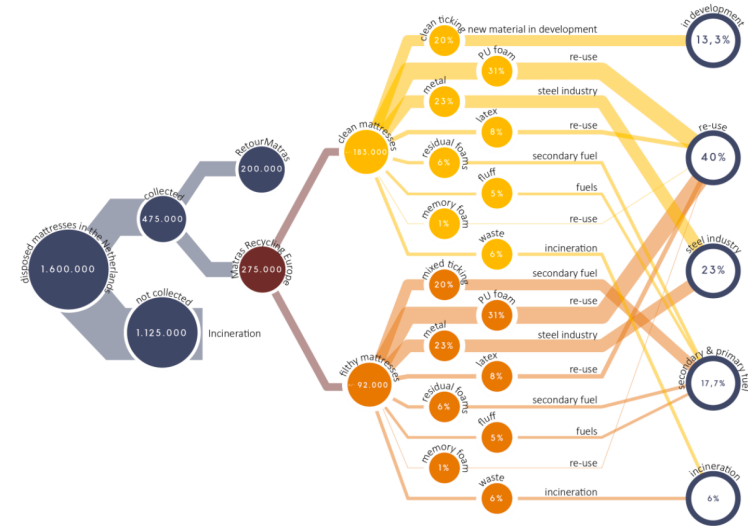 disposed mattresses in the Netherlands
1.600.000
collected
475.000
not collected
1.125.000
Incineration
RetourMatras
200.000
Matras Recycling Europe
275.000
clean mattresses
183.000
filthy mattresses
92.000
clean ticking
20%
new material in development
PU foam
31%
re-use
metal
23%
steel industry
latex
8%
re-use
residual foams
6%
secondary fuel
fluff
5%
fuels
memory foam
1%
re-use
waste
6%
incineration
mixed ticking
20%
secondary fuel
PU foam
31%
re-use
metal
23%
steel industry
latex
8%
re-use
residual foams
6%
secondary fuel
fluff
5%
fuels
memory foam
1%
re-use
waste
6%
incineration
in development
13,3%
re-use
40%
steel industry
23%
secondary & primary fuel
17,7%
incineration
6%